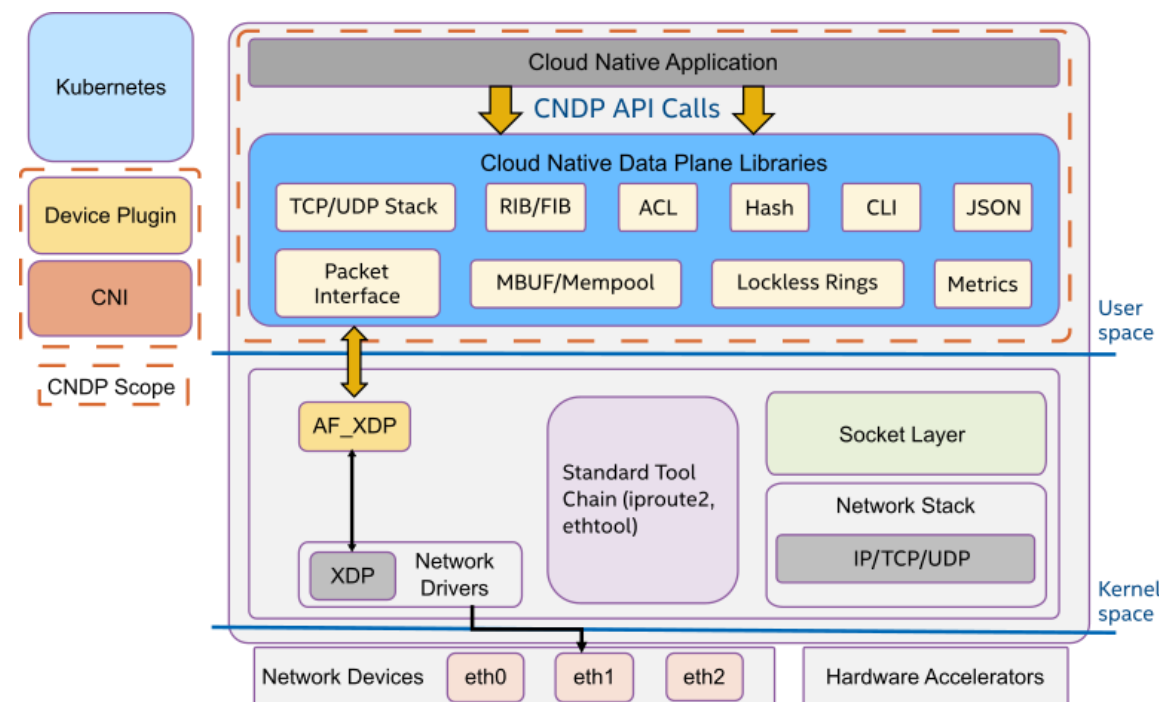 Kubernetes
Device Plugin
CNI
CNDP Scope
Cloud Native Application
CNDP API Calls
Cloud Native Data Plane Libraries
TCP/UDP Stack
RIB/FIB
ACL
Hash
CLI
JSON
Packet
Interface
MBUF/Mempool
Lockless Rings
Metrics
User
space
AF_XDP
Standard Tool
Chain (iproute2,
ethtool)
Socket Layer
Network Stack
IP/TCP/UDP
XDP
Network
Drivers
Kernel
space
Network Devices
eth0
eth1
eth2
Hardware Accelerators